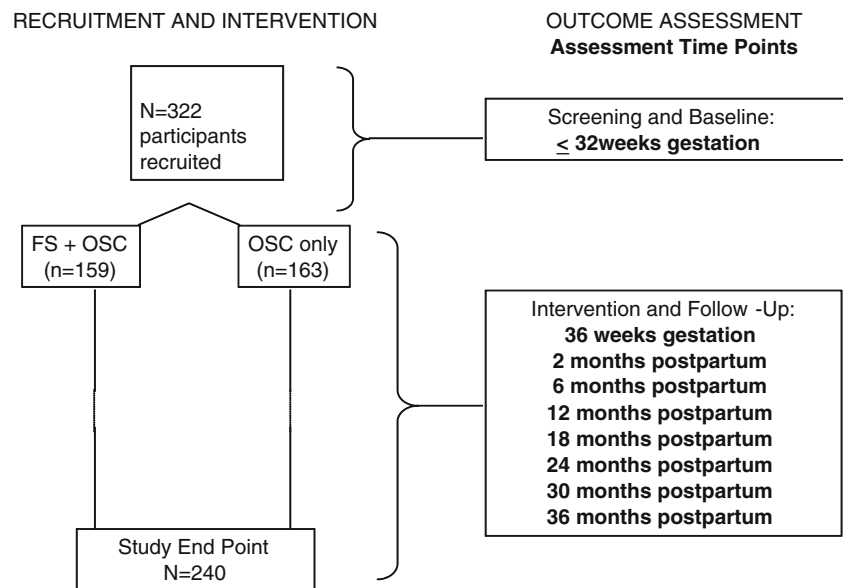 RECRUITMENT AND INTERVENTION
N=322
participants
recruited
FS + OSC
(n=159)
OSC only
(n=163)
Study End Point
N=240
OUTCOME ASSESSMENT
Assessment Time Points
Screening and Baseline:
≤ 32weeks gestation
Intervention and Follow -Up:
36 weeks gestation
2 months postpartum
6 months postpartum
12 months postpartum
18 months postpartum
24 months postpartum
30 months postpartum
36 months postpartum